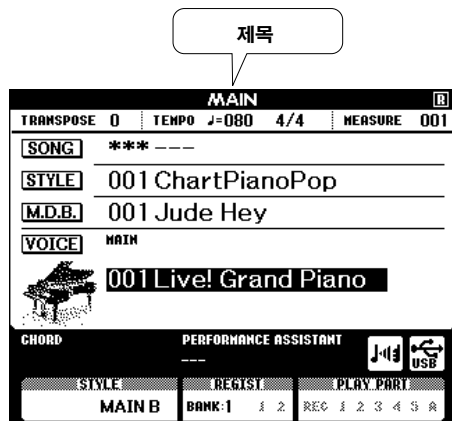 제목
MAIN R
TRANSPOSE 0 TEMPO ♩=080 4/4 MEASURE 001
SONG *** ---
STYLE 001 ChartPianoPop
M.D.B. 001 Jude Hey
VOICE MAIN
001 Live! Grand Piano
CHORD PERFORMANCE ASSISTANT
---
USB
STYLE REGIST PLAY PART
MAIN B BANK:1 1 2 REC 1 2 3 4 5 A